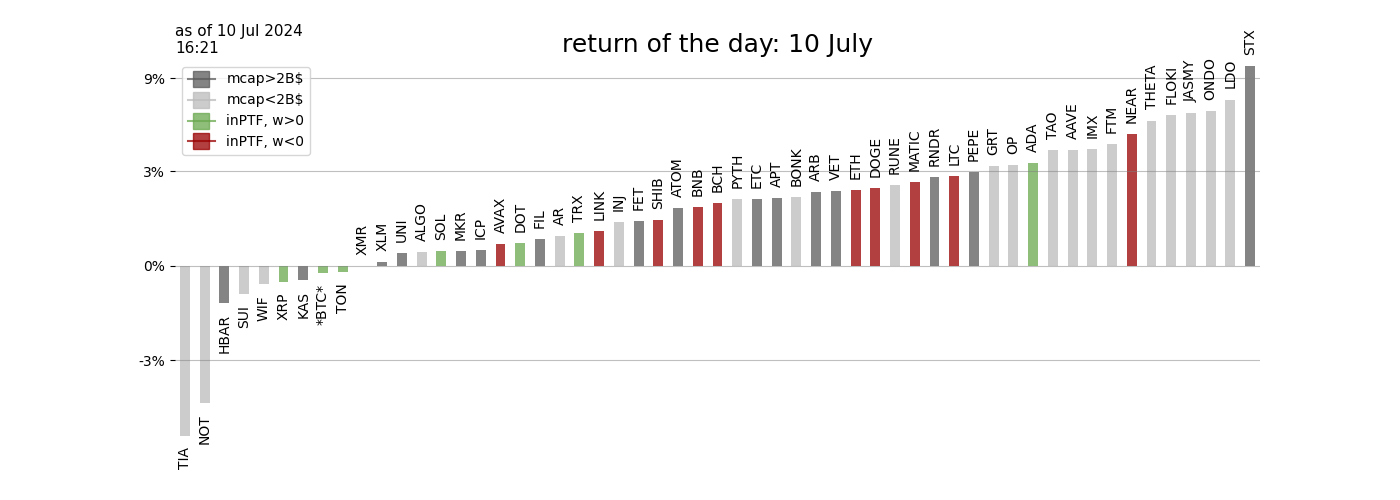 as of 10 Jul 2024
16:21
return of the day: 10 July
mcap>2B$
mcap<2B$
inPTF, w>0
inPTF, w<0
9%
3%
0%
-3%
TIA
NOT
HBAR
SUI
WIF
XRP
KAS
*BTC*
TON
XMR
XLM
UNI
ALGO
SOL
MKR
ICP
AVAX
DOT
FIL
AR
TRX
LINK
INJ
FET
SHIB
ATOM
BNB
BCH
PYTH
ETC
APT
BONK
ARB
VET
ETH
DOGE
RUNE
MATIC
RNDR
LTC
PEPE
GRT
OP
ADA
TAO
AAVE
IMX
FTM
NEAR
THETA
FLOKI
JASMY
ONDO
LDO
STX